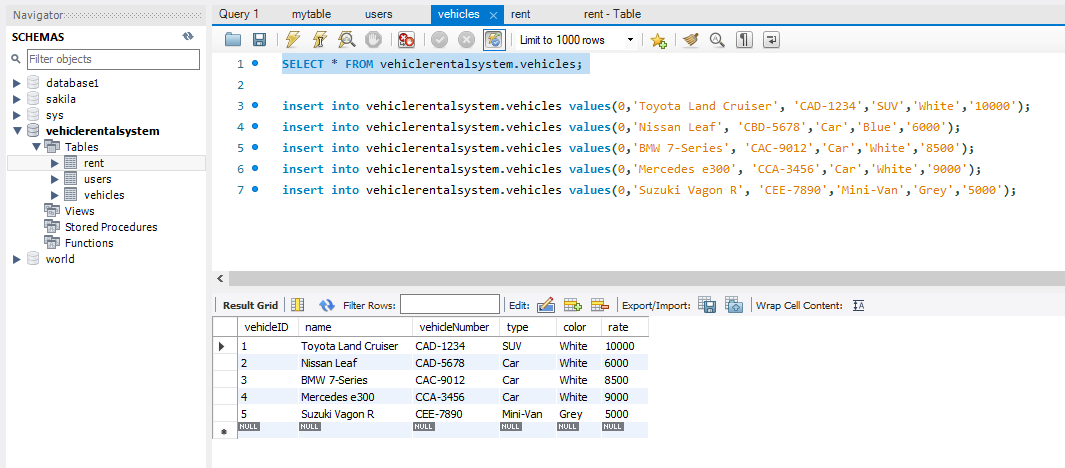 Navigator
Query 1 mytable users vehicles rent rent - Table
SCHEMAS
Limit to 1000 rows
Filter objects
database1
sakila
sys
vehiclerentalsystem
Tables
rent
users
vehicles
Views
Stored Procedures
Functions
world
1 SELECT * FROM vehiclerentalsystem.vehicles;
2
3 insert into vehiclerentalsystem.vehicles values(0,'Toyota Land Cruiser', 'CAD-1234','SUV','White','10000');
4 insert into vehiclerentalsystem.vehicles values(0,'Nissan Leaf', 'CBD-5678','Car','Blue','6000');
5 insert into vehiclerentalsystem.vehicles values(0,'BMW 7-Series', 'CAC-9012','Car','White','8500');
6 insert into vehiclerentalsystem.vehicles values(0,'Mercedes e300', 'CCA-3456','Car','White','9000');
7 insert into vehiclerentalsystem.vehicles values(0,'Suzuki Vagon R', 'CEE-7890','Mini-Van','Grey','5000');
Result Grid Filter Rows: Edit: Export/Import: Wrap Cell Content: IA
vehicleID name vehicleNumber type color rate
1 Toyota Land Cruiser CAD-1234 SUV White 10000
2 Nissan Leaf CAD-5678 Car White 6000
3 BMW 7-Series CAC-9012 Car White 8500
4 Mercedes e300 CCA-3456 Car White 9000
5 Suzuki Vagon R CEE-7890 Mini-Van Grey 5000
NULL NULL NULL NULL NULL NULL